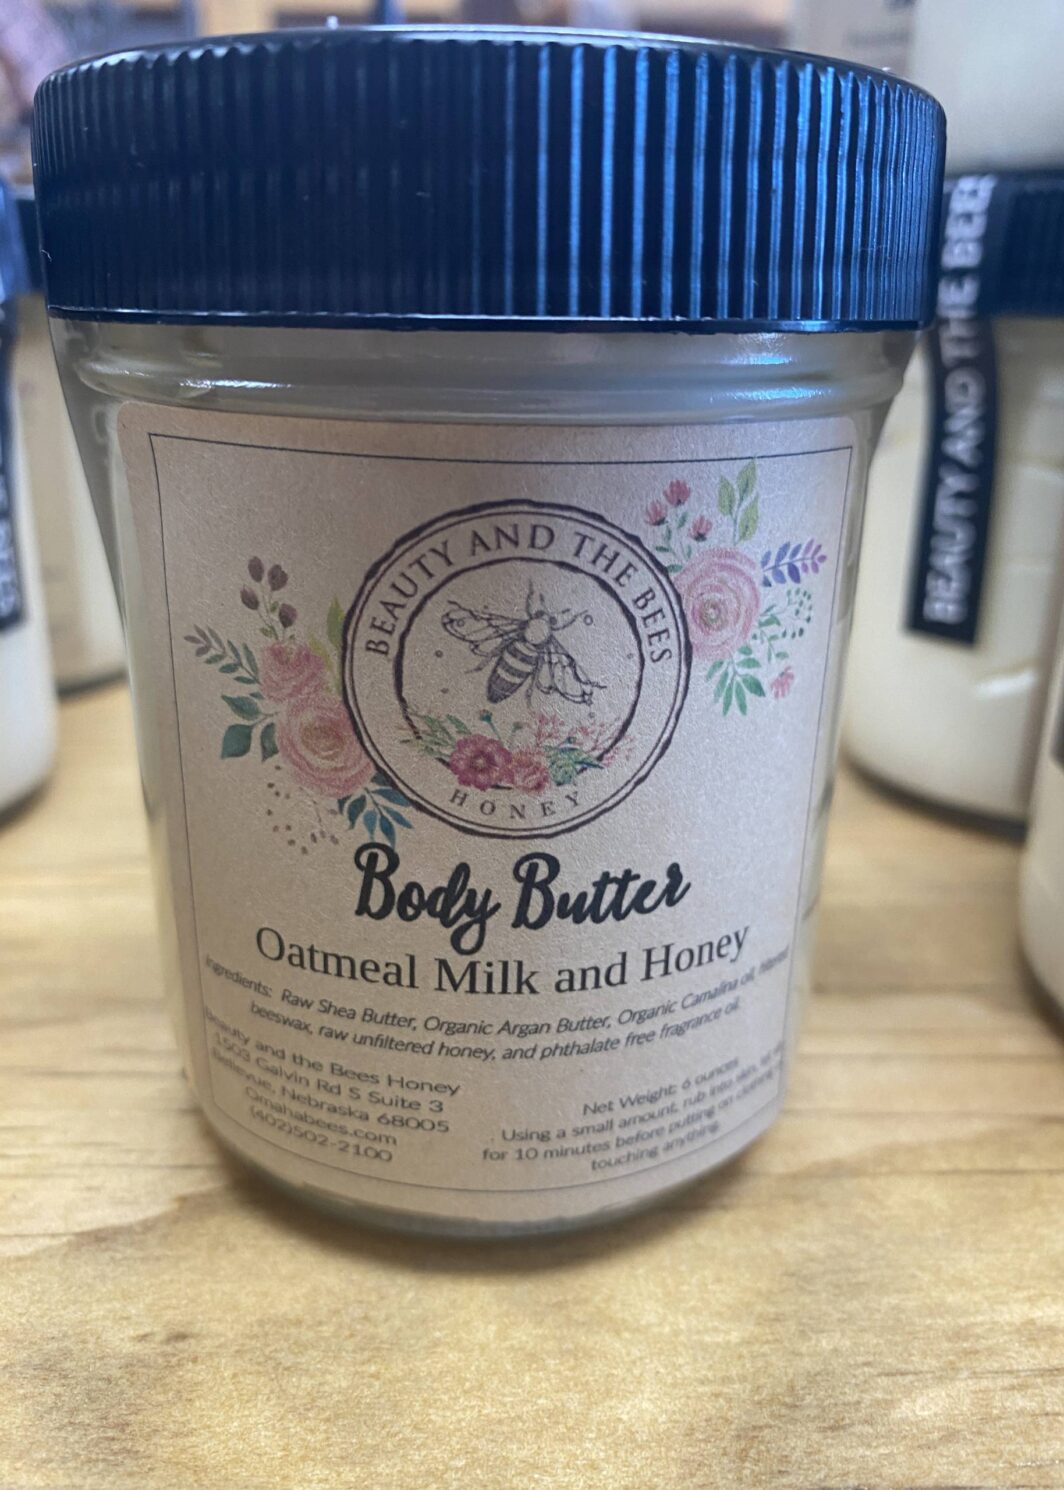 BEAUTY AND THE BEES
HONEY
Body Butter
Oatmeal Milk and Honey
Ingredients: Raw Shea Butter, Organic Argan Butter, Organic Camalina oil, filtered
beeswax, raw unfiltered honey, and phthalate free fragrance oil.
Beauty and the Bees Honey
1503 Galvin Rd S Suite 3
Bellevue, Nebraska 68005
Omahabees.com
(402)502-2100
Net Weight: 6 ounces
Using a small amount, rub into skin,
for 10 minutes before putting on clothing
touching anything.
BEAUTY AND THE BEES